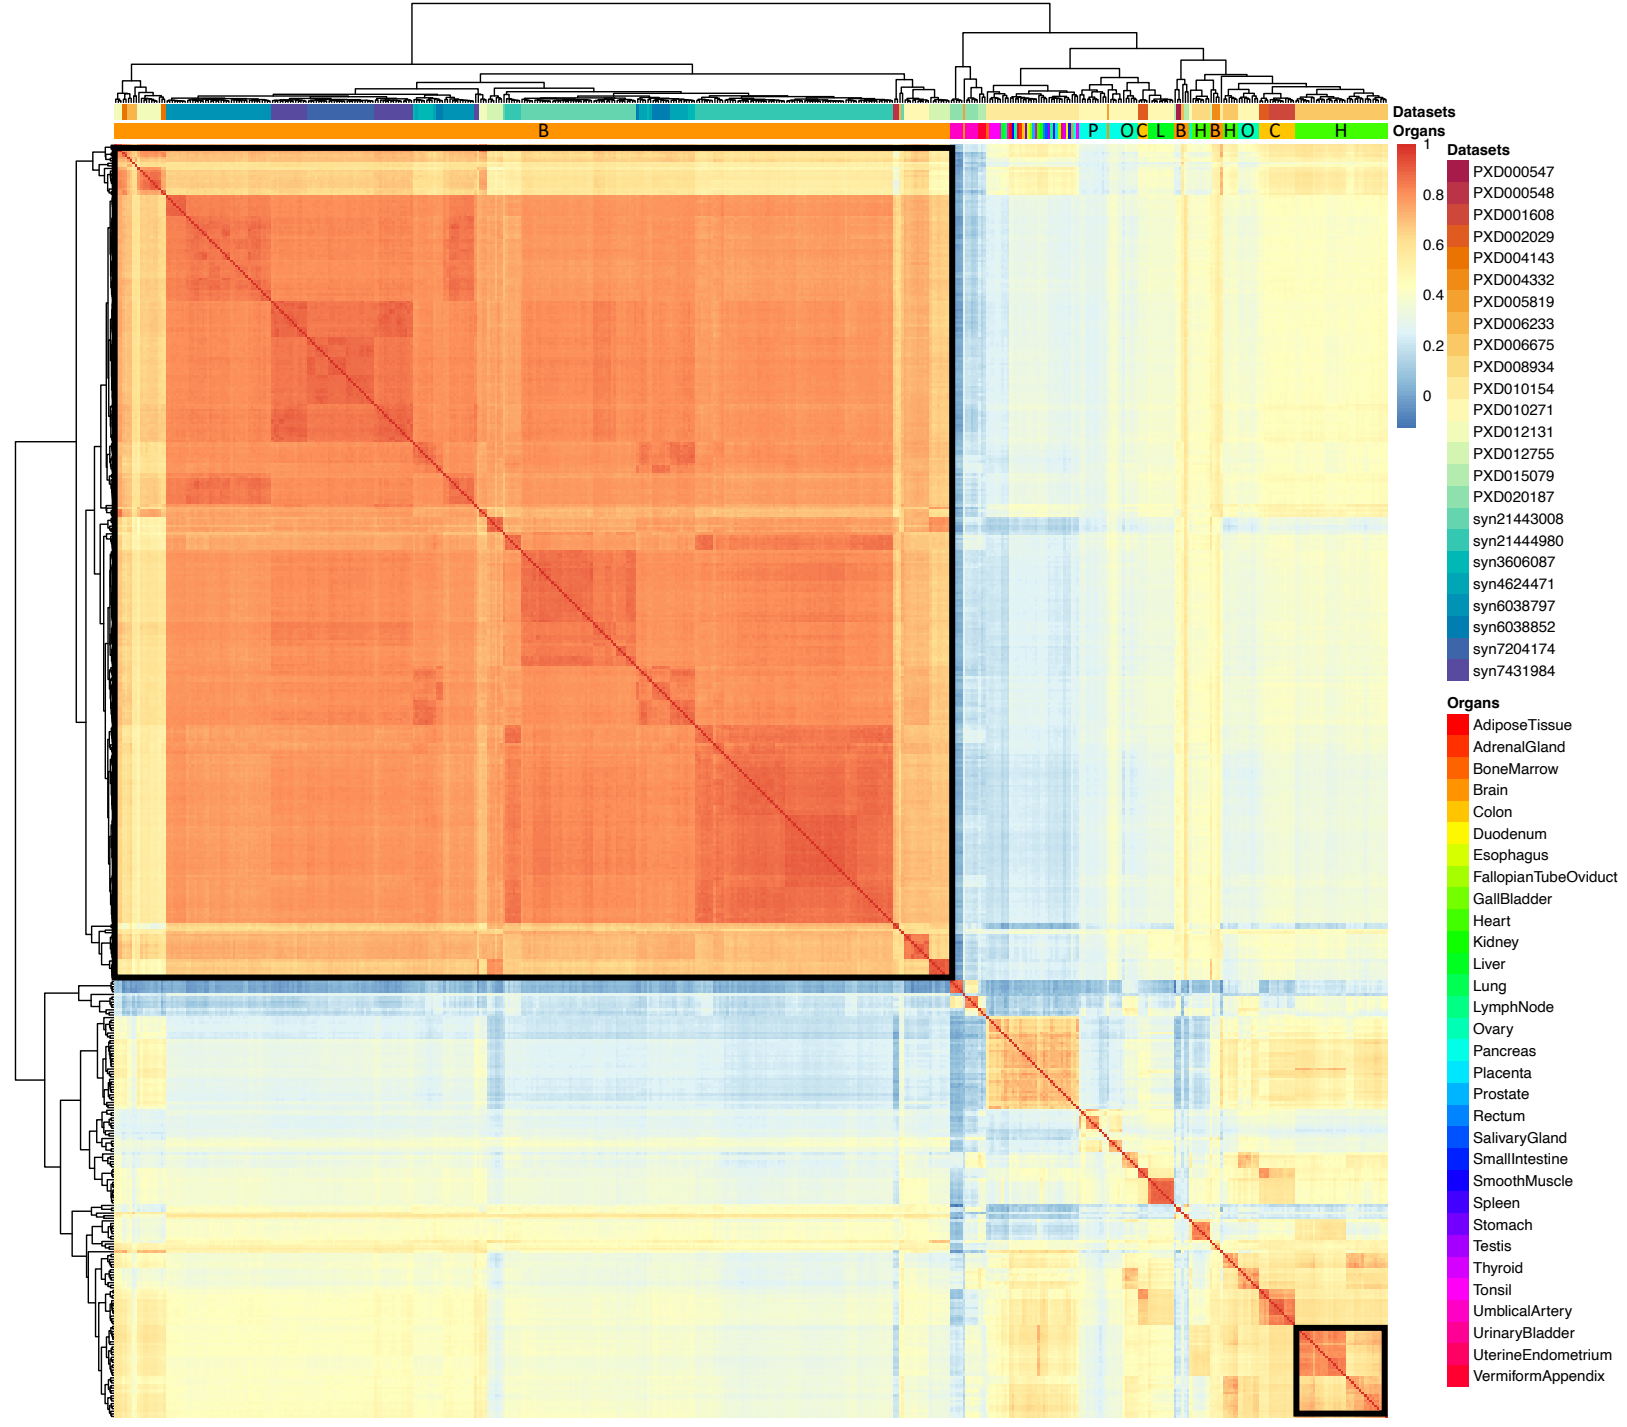 Datasets
B P O C L B H B H O C H Organs
1
0.8
0.6
0.4
0.2
0
Datasets
PXD000547
PXD000548
PXD001608
PXD002029
PXD004143
PXD004332
PXD005819
PXD006233
PXD006675
PXD008934
PXD010154
PXD010271
PXD012131
PXD012755
PXD015079
PXD020187
syn21443008
syn21444980
syn3606087
syn4624471
syn6038797
syn6038852
syn7204174
syn7431984
Organs
AdiposeTissue
AdrenalGland
BoneMarrow
Brain
Colon
Duodenum
Esophagus
FallopianTubeOviduct
GallBladder
Heart
Kidney
Liver
Lung
LymphNode
Ovary
Pancreas
Placenta
Prostate
Rectum
SalivaryGland
SmallIntestine
SmoothMuscle
Spleen
Stomach
Testis
Thyroid
Tonsil
UmblicalArtery
UrinaryBladder
UterineEndometrium
VermiformAppendix